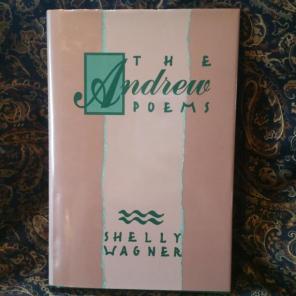 THE
Andrew
POEMS
SHELLY
WAGNER